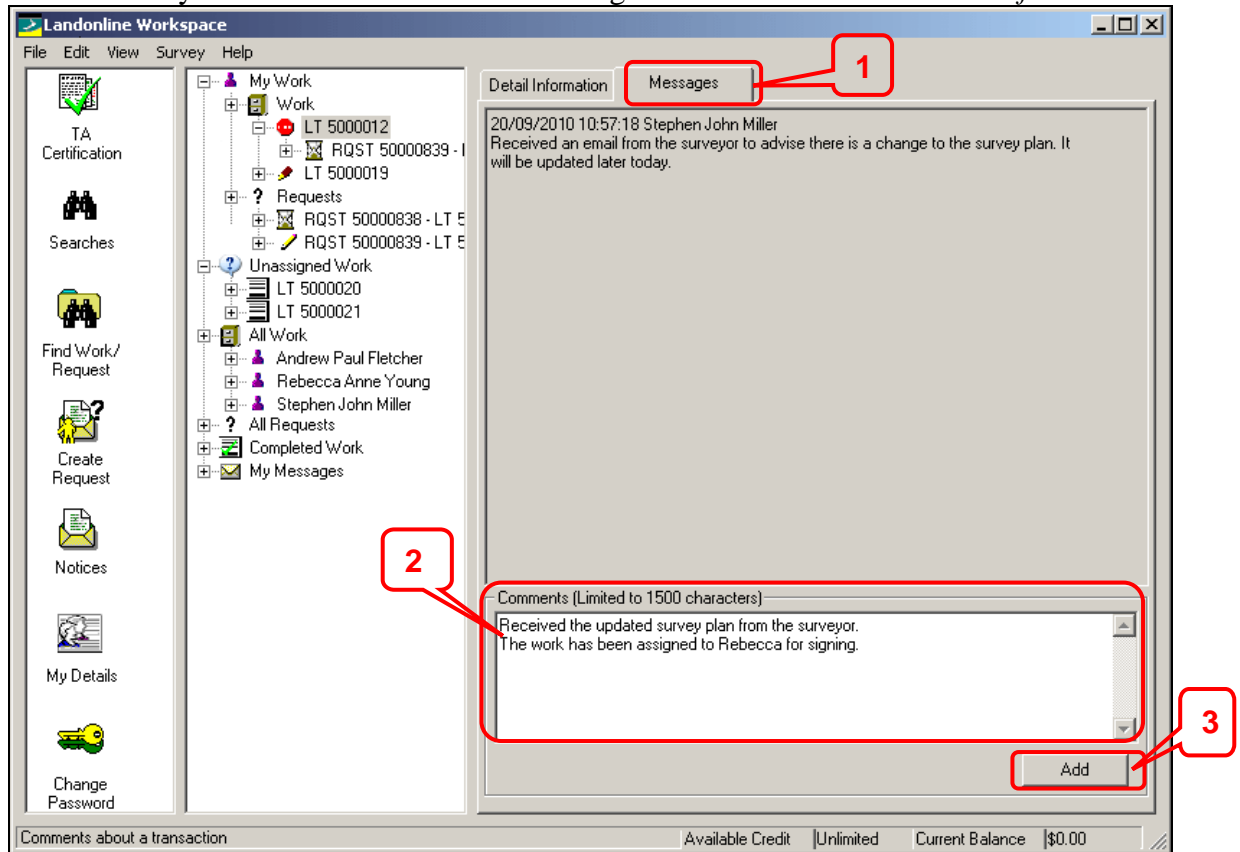 Landonline Workspace
File Edit View Survey Help
TA
Certification
Searches
Find Work/
Request
Create
Request
Notices
My Details
Change
Password
My Work
Work
LT 5000012
RQST 50000839 - 
LT 5000019
? Requests
RQST 50000838 - LT 5
RQST 50000839 - LT 5
Unassigned Work
LT 5000020
LT 5000021
All Work
Andrew Paul Fletcher
Rebecca Anne Young
Stephen John Miller
? All Requests
Completed Work
My Messages
Detail Information Messages
1
20/09/2010 10:57:18 Stephen John Miller
Received an email from the surveyor to advise there is a change to the survey plan. It
will be updated later today.
2
Comments (Limited to 1500 characters)
Received the updated survey plan from the surveyor.
The work has been assigned to Rebecca for signing.
3
Add
Comments about a transaction Available Credit Unlimited Current Balance $0.00